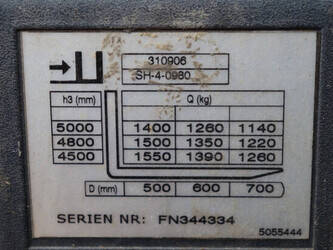 310906
SH-4-0980
h3 (mm) Q (kg)
5000 1400 1260 1140
4800 1500 1350 1220
4500 1550 1390 1260
D (mm) 500 600 700
SERIEN NR: FN344334
5055444